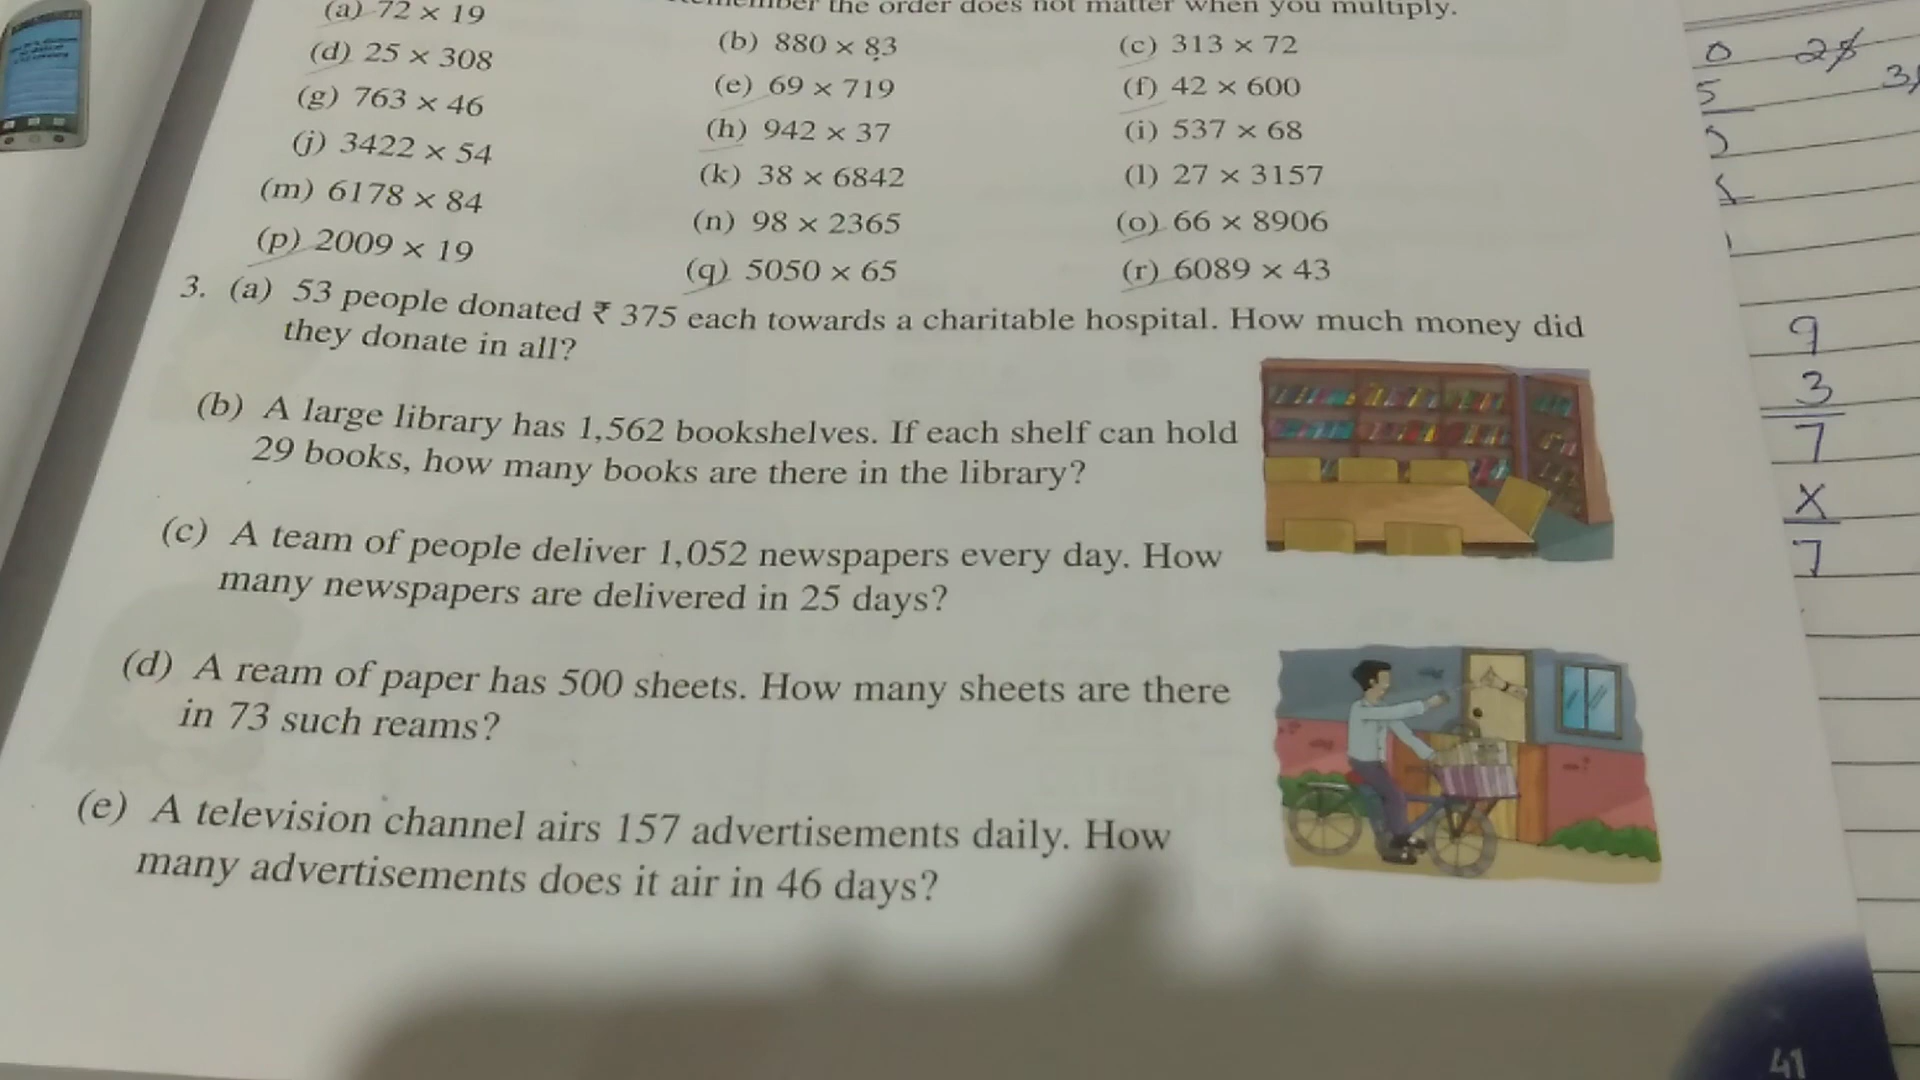 the order does not matter when you multiply.
(a) 72 × 19
(b) 880 × 83
(c) 313 × 72
(d) 25 × 308
(e) 69 × 719
(f) 42 × 600
(g) 763 × 46
(h) 942 × 37
(i) 537 × 68
(j) 3422 × 54
(k) 38 × 6842
(l) 27 × 3157
(m) 6178 × 84
(n) 98 × 2365
(o) 66 × 8906
(p) 2009 × 19
(q) 5050 × 65
(r) 6089 × 43
3. (a) 53 people donated ₹ 375 each towards a charitable hospital. How much money did
they donate in all?
(b) A large library has 1,562 bookshelves. If each shelf can hold
29 books, how many books are there in the library?
(c) A team of people deliver 1,052 newspapers every day. How
many newspapers are delivered in 25 days?
(d) A ream of paper has 500 sheets. How many sheets are there
in 73 such reams?
(e) A television channel airs 157 advertisements daily. How
many advertisements does it air in 46 days?
41
0
5
9
3
7
X
7